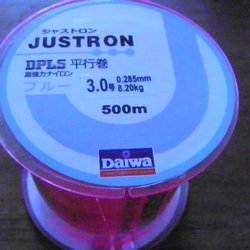 ジャストロン
JUSTRON
DPLS 平行巻
高強力ナイロン
ブルー 3.0号 0.285mm
8.20kg
500m
Daiwa